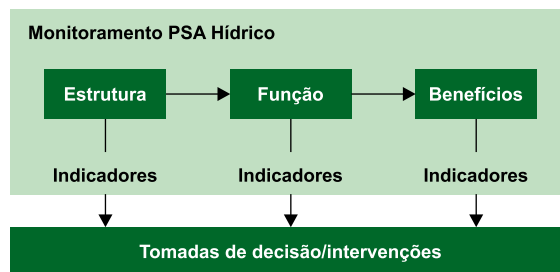 Monitoramento PSA Hídrico
Estrutura
Função
Benefícios
Indicadores
Indicadores
Indicadores
Tomadas de decisão/intervenções